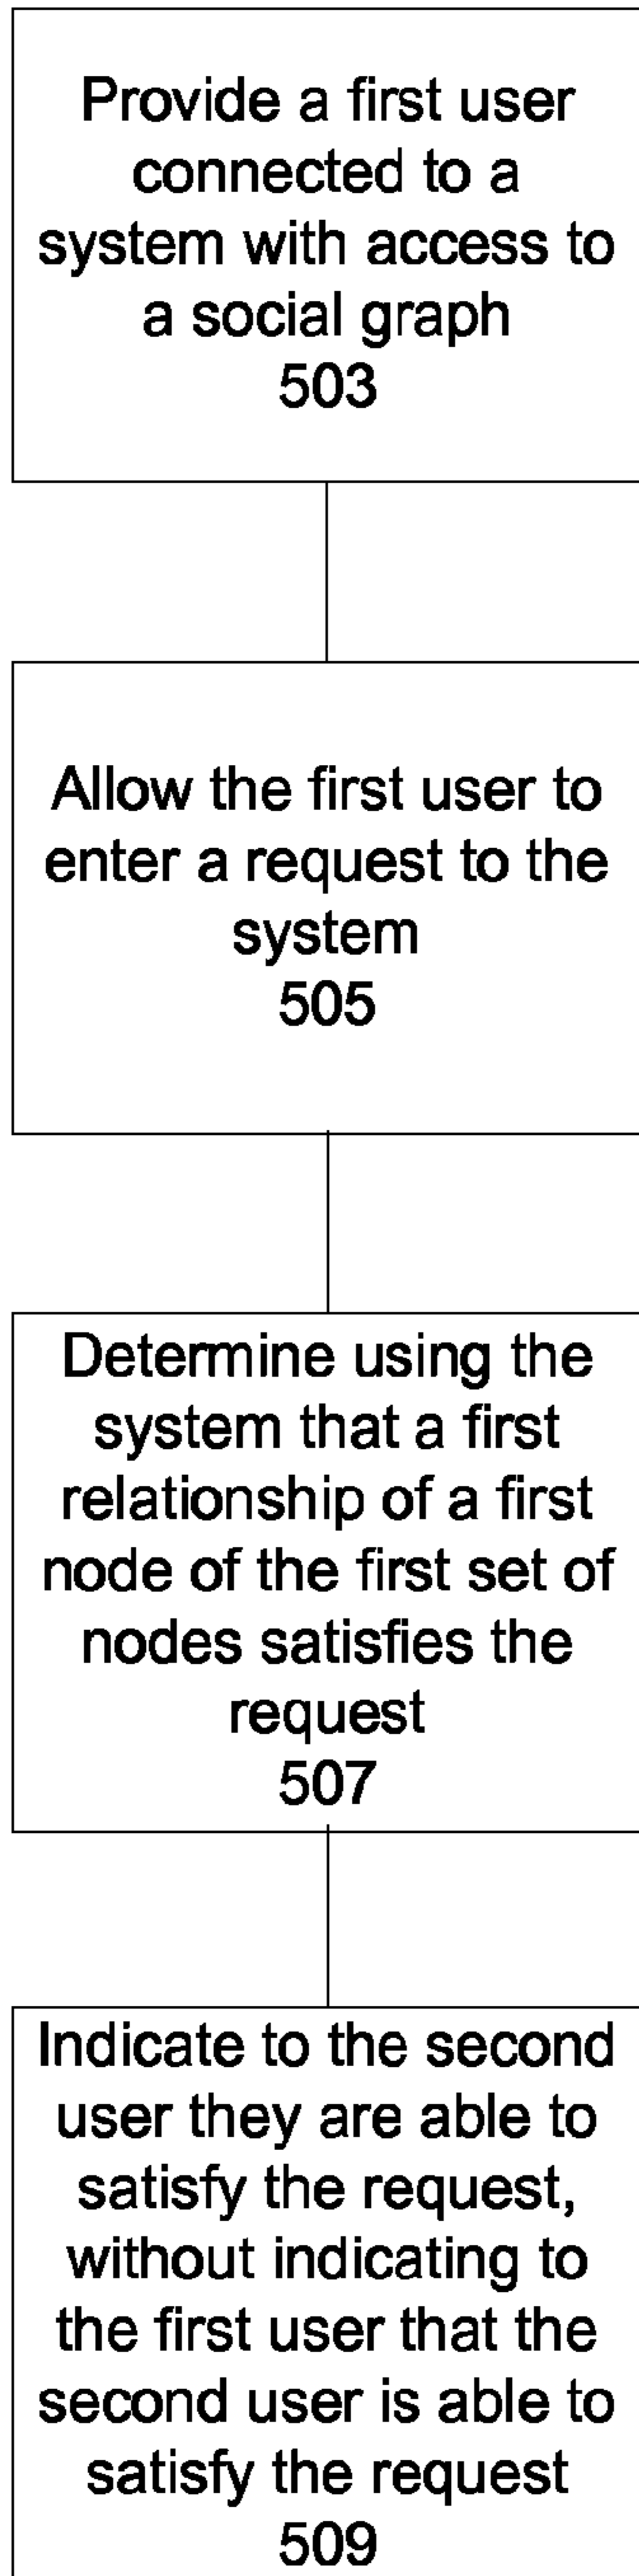 Provide a first user
connected to a
system with access to
a social graph
503
Allow the first user to
enter a request to the
system
505
Determine using the
system that a first
relationship of a first
node of the first set of
nodes satisfies the
request
507
Indicate to the second
user they are able to
satisfy the request,
without indicating to
the first user that the
second user is able to
satisfy the request
509